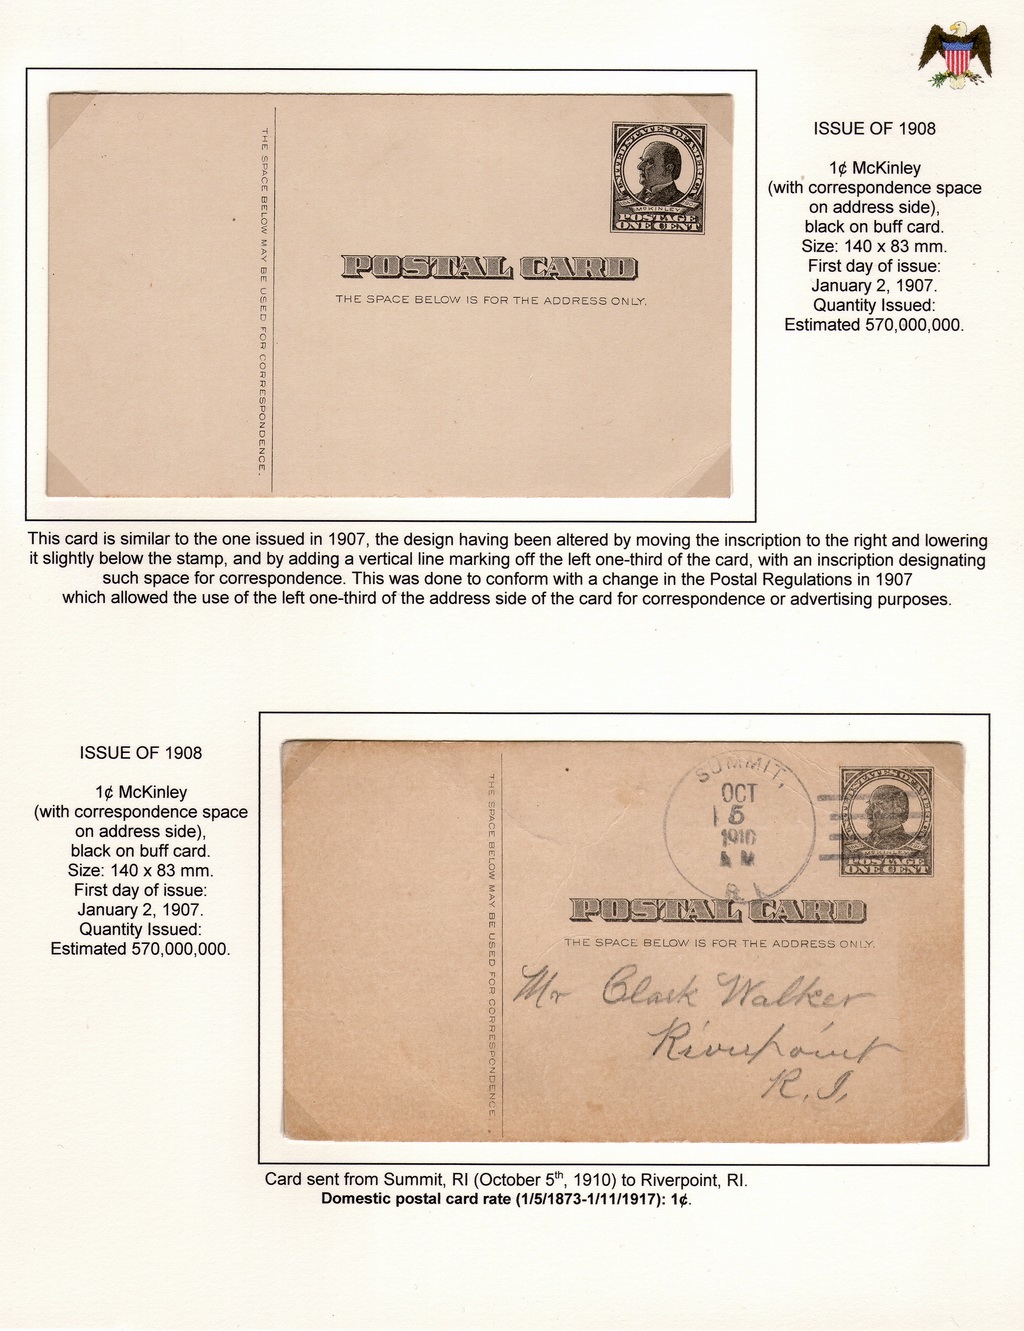 ISSUE OF 1908
1¢ McKinley
(with correspondence space
on address side),
black on buff card.
Size: 140 x 83 mm.
First day of issue:
January 2, 1907.
Quantity Issued:
Estimated 570,000,000.
THE SPACE BELOW MAY BE USED FOR CORRESPONDENCE.
UNITED STATES OF AMERICA
McKINLEY
POSTAGE
ONE CENT
POSTAL CARD
THE SPACE BELOW IS FOR THE ADDRESS ONLY.
This card is similar to the one issued in 1907, the design having been altered by moving the inscription to the right and lowering
it slightly below the stamp, and by adding a vertical line marking off the left one-third of the card, with an inscription designating
such space for correspondence. This was done to conform with a change in the Postal Regulations in 1907
which allowed the use of the left one-third of the address side of the card for correspondence or advertising purposes.
ISSUE OF 1908
1¢ McKinley
(with correspondence space
on address side),
black on buff card.
Size: 140 x 83 mm.
First day of issue:
January 2, 1907.
Quantity Issued:
Estimated 570,000,000.
THE SPACE BELOW MAY BE USED FOR CORRESPONDENCE.
SUMMIT,
OCT
5
1910
A M
R I
UNITED STATES OF AMERICA
McKINLEY
POSTAGE
ONE CENT
POSTAL CARD
THE SPACE BELOW IS FOR THE ADDRESS ONLY.
Mr Clark Walker
Riverpoint
R. I.
Card sent from Summit, RI (October 5th, 1910) to Riverpoint, RI.
Domestic postal card rate (1/5/1873-1/11/1917): 1¢.